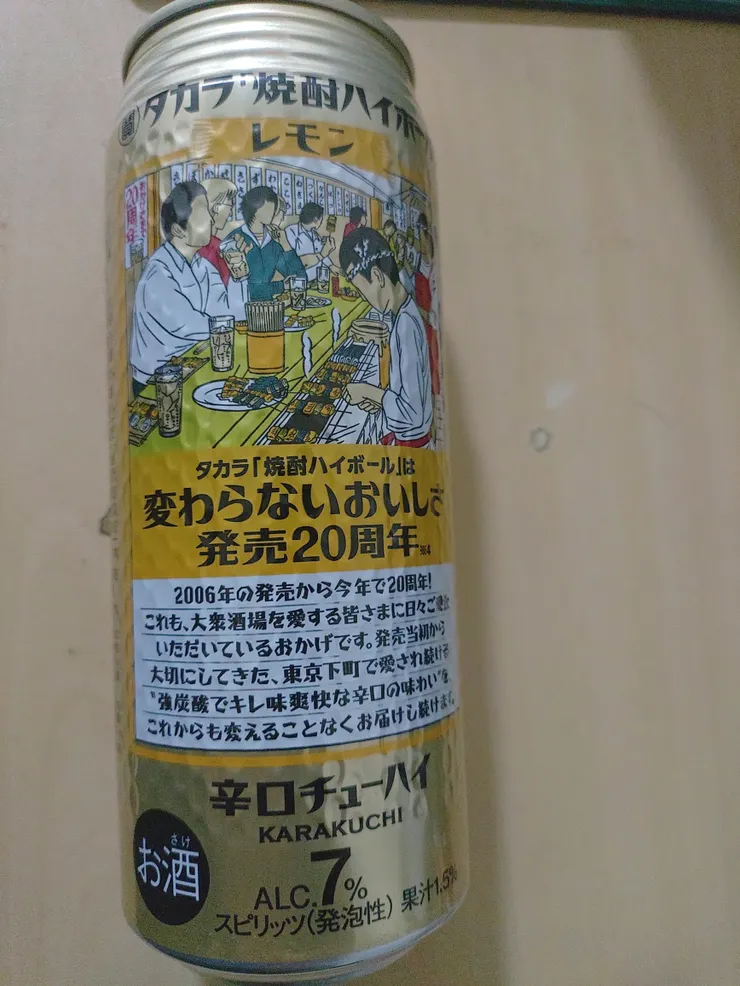 タカラ"焼酎ハイボー
レモン
20周年
タカラ「焼酎ハイボール」は
変わらないおいしさ
発売20周年※4
2006年の発売から今年で20周年!
これも、大衆酒場を愛する皆さまに日々ご愛
いただいているおかげです。発売当初から
大切にしてきた、東京下町で愛され続ける
"強炭酸でキレ味爽快な辛口の味わい"を、
これからも変えることなくお届けし続けます。
辛口チューハイ
KARAKUCHI
さけ
お酒
ALC.7%
スピリッツ(発泡性) 果汁1.5%